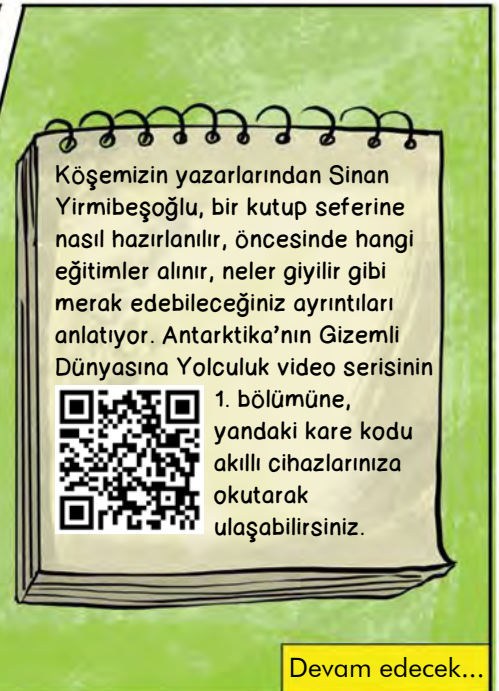 Köşemizin yazarlarından Sinan
Yirmibeşoğlu, bir kutup seferine
nasıl hazırlanılır, öncesinde hangi
eğitimler alınır, neler giyilir gibi
merak edebileceğiniz ayrıntıları
anlatıyor. Antarktika’nın Gizemli
Dünyasına Yolculuk video serisinin
1. bölümüne,
yandaki kare kodu
akıllı cihazlarınıza
okutarak
ulaşabilirsiniz.
Devam edecek...